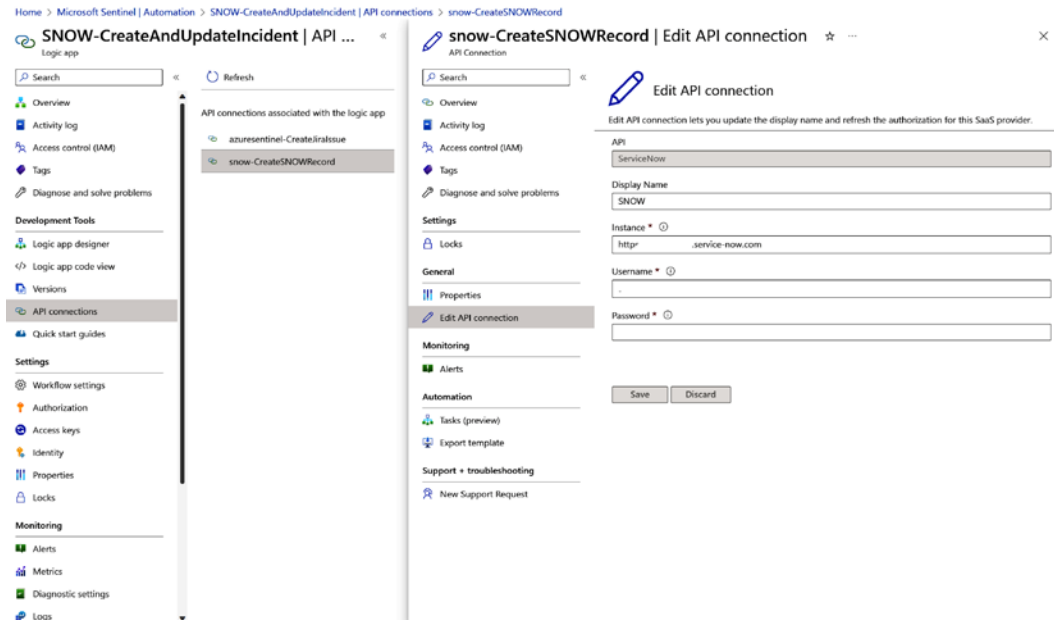 Home > Microsoft Sentinel | Automation > SNOW-CreateAndUpdateIncident | API connections > snow-CreateSNOWRecord
SNOW-CreateAndUpdateIncident | API ...
Logic app
Search
Overview
Activity log
Access control (IAM)
Tags
Diagnose and solve problems
Development Tools
Logic app designer
Logic app code view
Versions
API connections
Quick start guides
Settings
Workflow settings
Authorization
Access keys
Identity
Properties
Locks
Monitoring
Alerts
Metrics
Diagnostic settings
Logs
Refresh
API connections associated with the logic app
azuresentinel-CreateJiraIssue
snow-CreateSNOWRecord
snow-CreateSNOWRecord | Edit API connection
API Connection
Search
Overview
Activity log
Access control (IAM)
Tags
Diagnose and solve problems
Settings
Locks
General
Properties
Edit API connection
Monitoring
Alerts
Automation
Tasks (preview)
Export template
Support + troubleshooting
New Support Request
Edit API connection
Edit API connection lets you update the display name and refresh the authorization for this SaaS provider.
API
ServiceNow
Display Name
SNOW
Instance *
.service-now.com
Username *
Password *
Save Discard